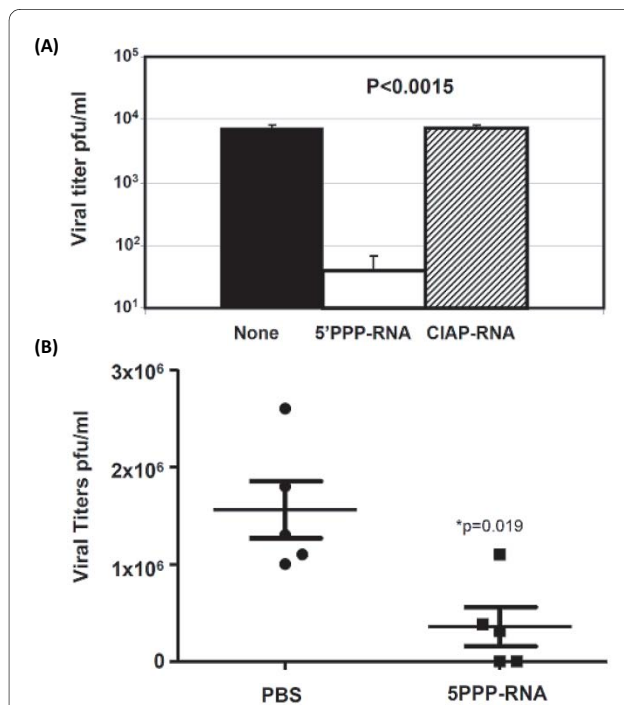 (A)
10⁵
10⁴
10³
10²
10¹
Viral titer pfu/ml
P<0.0015
None 5'PPP-RNA CIAP-RNA
(B)
3x10⁶
2x10⁶
1x10⁶
0
Viral Titers pfu/ml
*p=0.019
PBS 5PPP-RNA